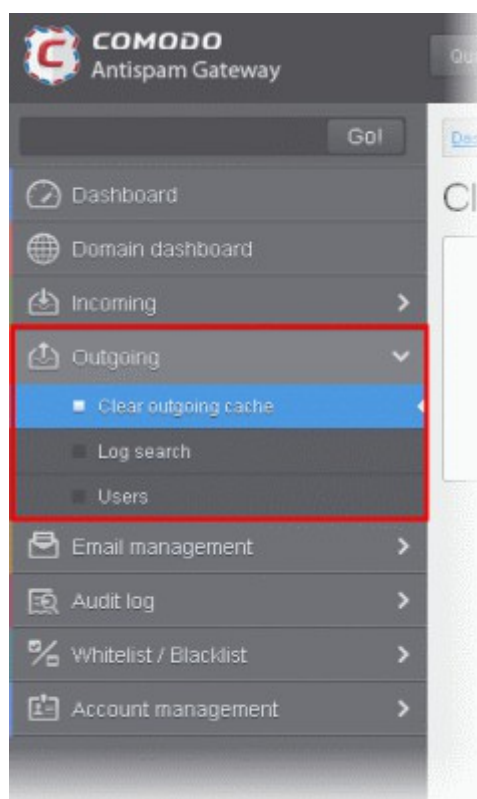 COMODO
Antispam Gateway
Go!
Dashboard
Domain dashboard
Incoming
Outgoing
Clear outgoing cache
Log search
Users
Email management
Audit log
Whitelist / Blacklist
Account management